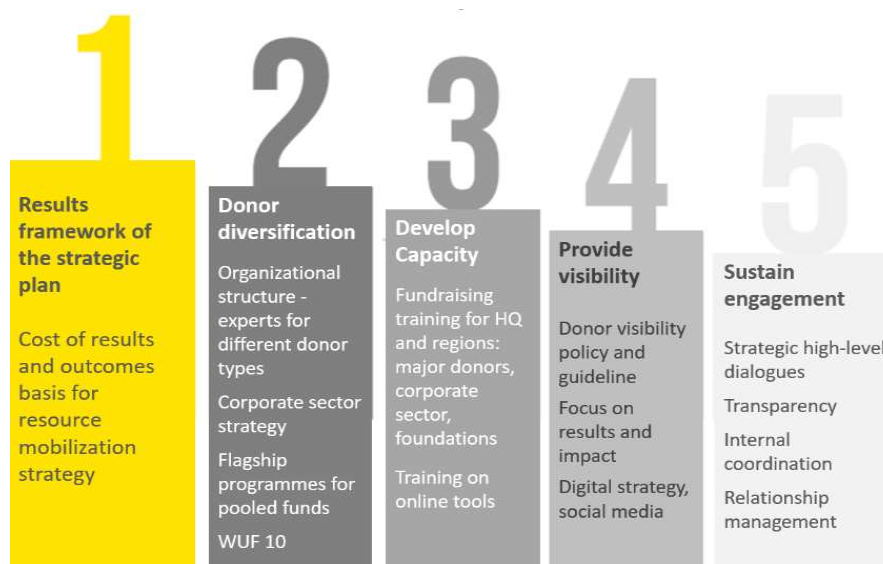 1
Results
framework of
the strategic
plan
Cost of results
and outcomes
basis for
resource
mobilization
strategy
2
Donor
diversification
Organizational
structure -
experts for
different donor
types
Corporate sector
strategy
Flagship
programmes for
pooled funds
WUF 10
3
Develop
Capacity
Fundraising
training for HQ
and regions:
major donors,
corporate
sector,
foundations
Training on
online tools
4
Provide
visibility
Donor visibility
policy and
guideline
Focus on
results and
impact
Digital strategy,
social media
5
Sustain
engagement
Strategic high-level
dialogues
Transparency
Internal
coordination
Relationship
management